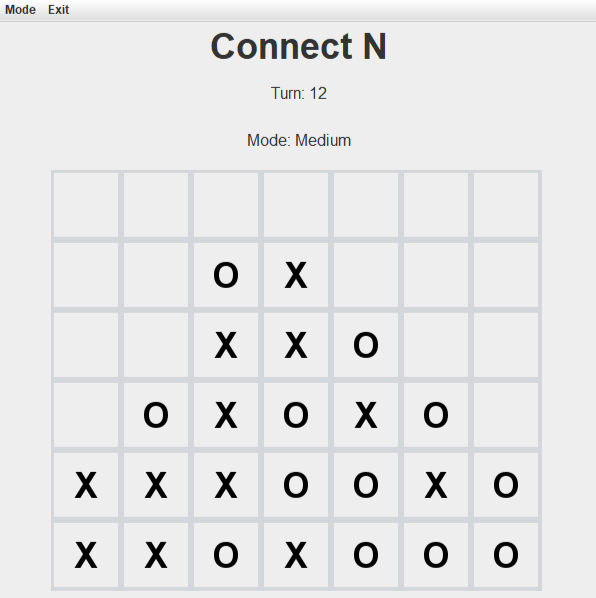 Mode Exit
Connect N
Turn: 12
Mode: Medium
O X
X X O
O X O X O
X X X O O X O
X X O X O O O